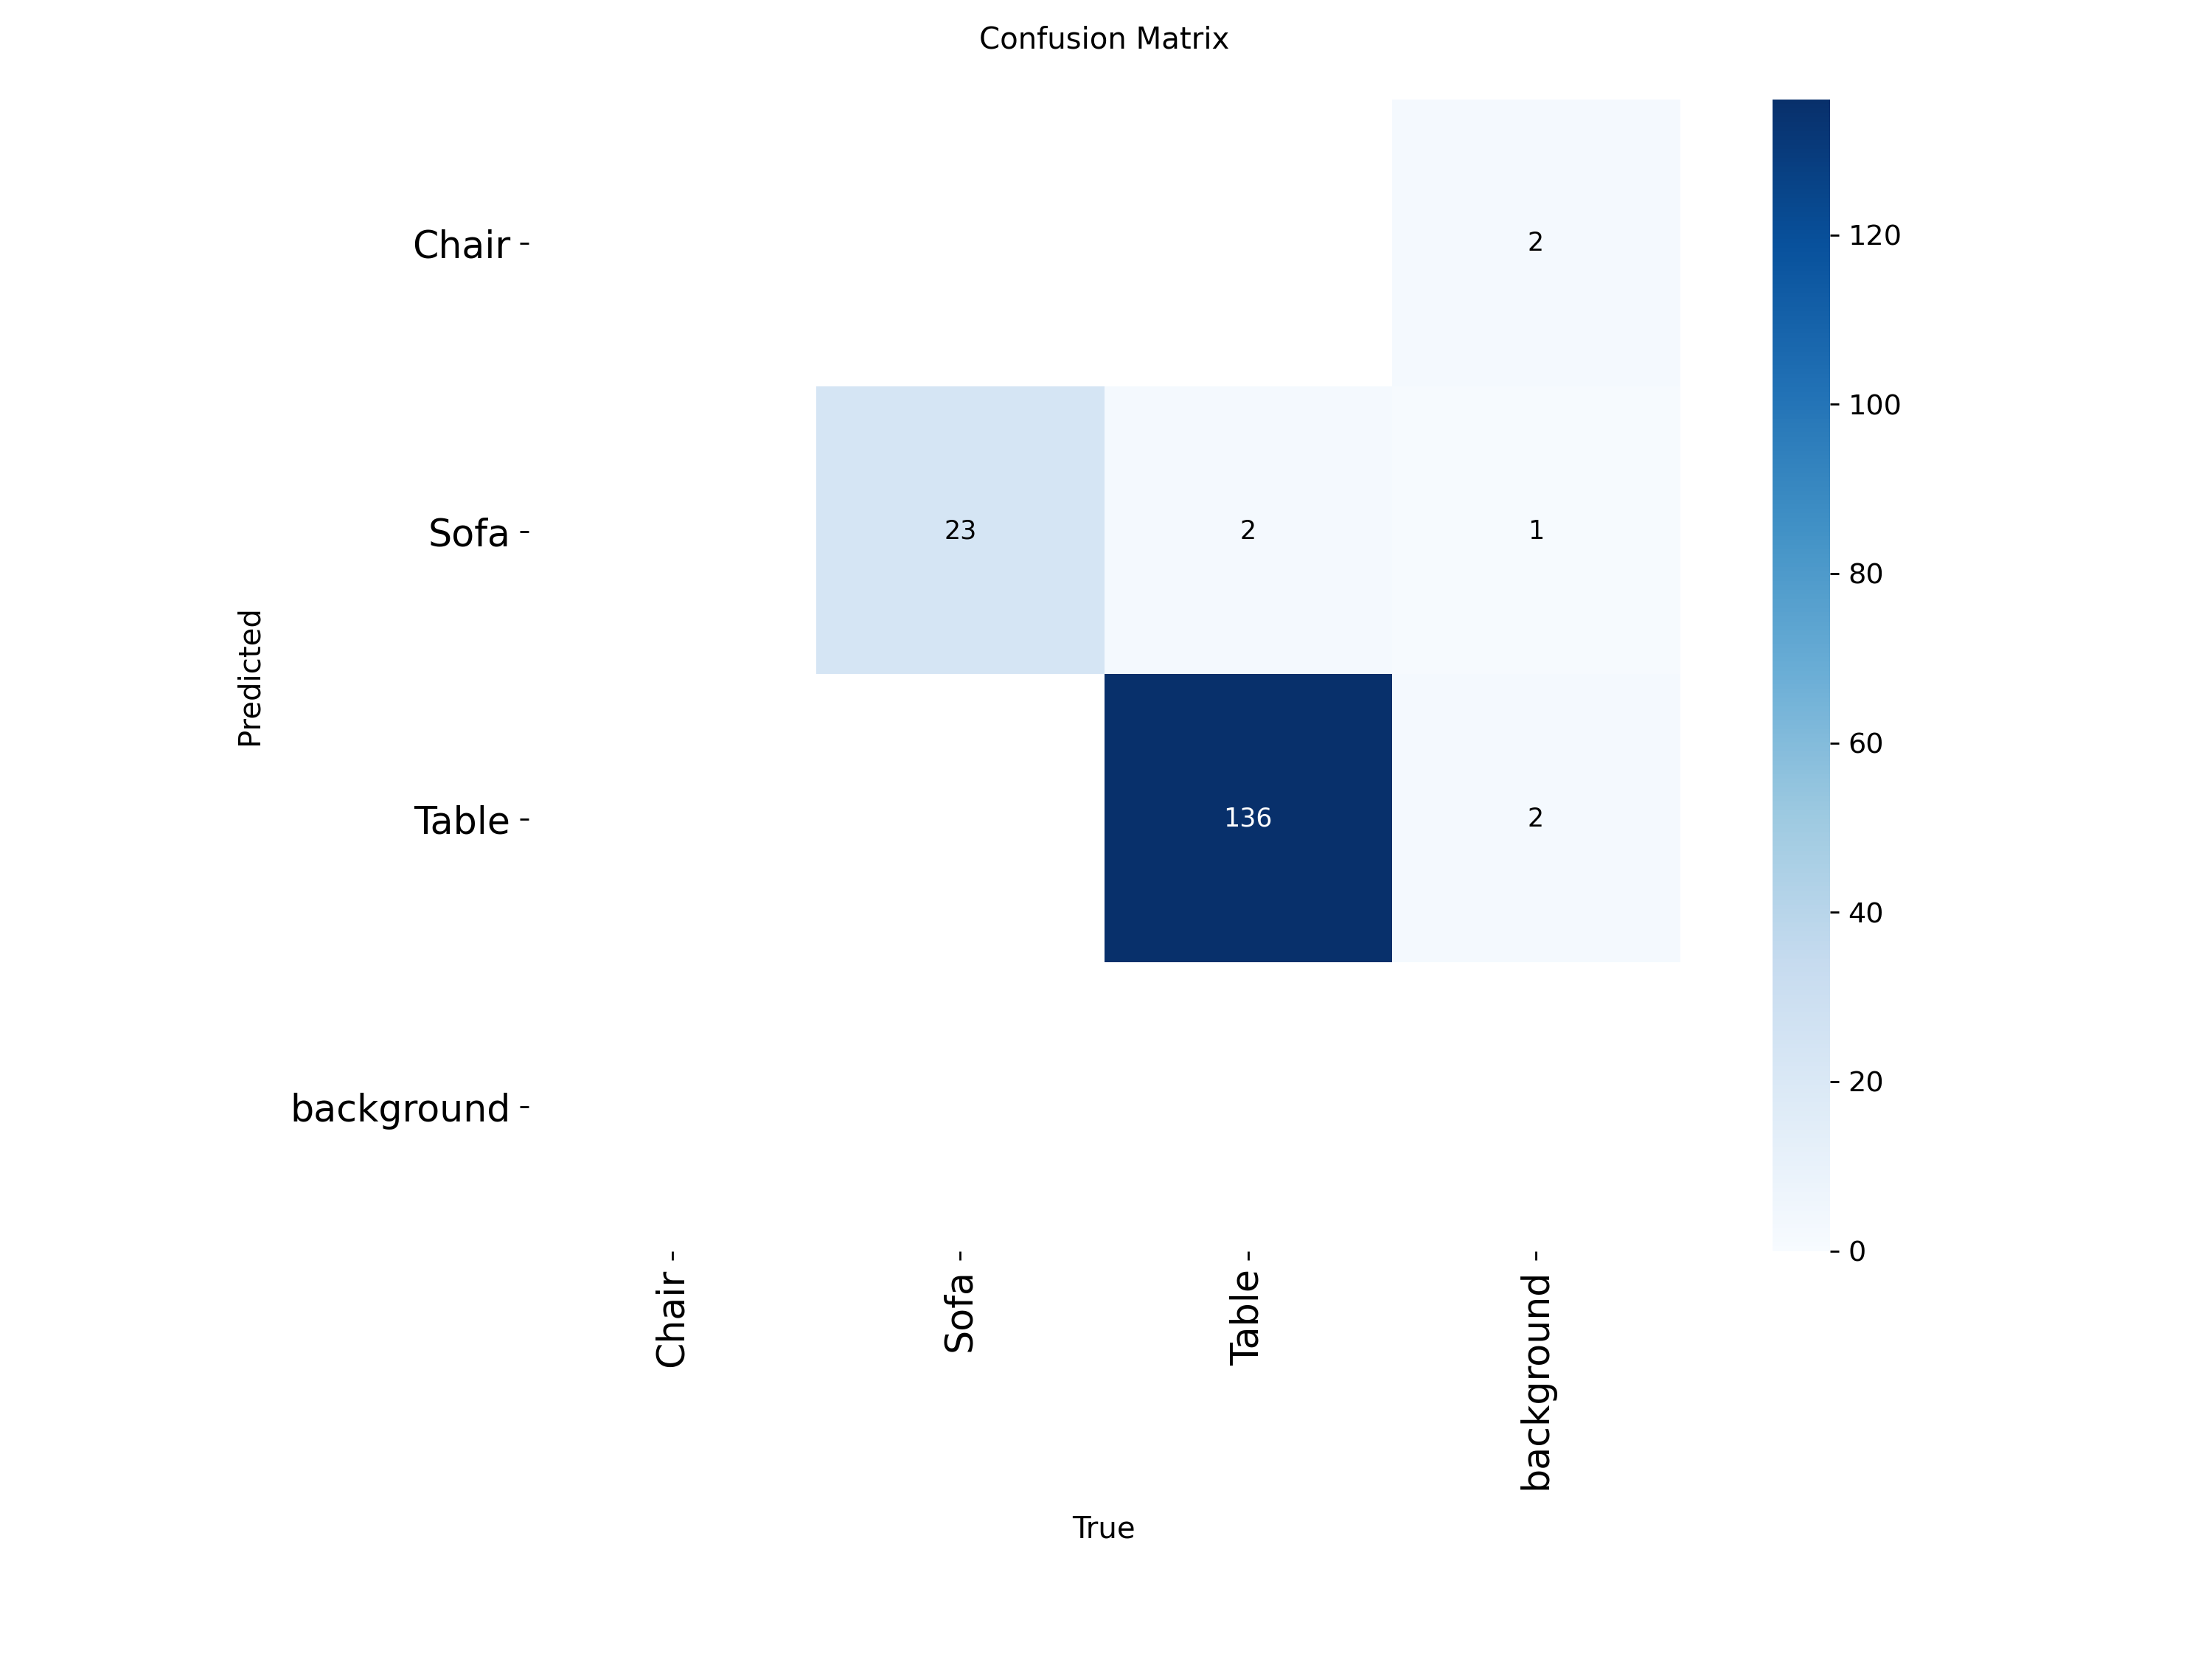 Confusion Matrix
Chair
2
120
100
Sofa
23 2 1
80
Predicted
60
Table
136 2
40
20
background
0
Chair
Sofa
Table
background
True